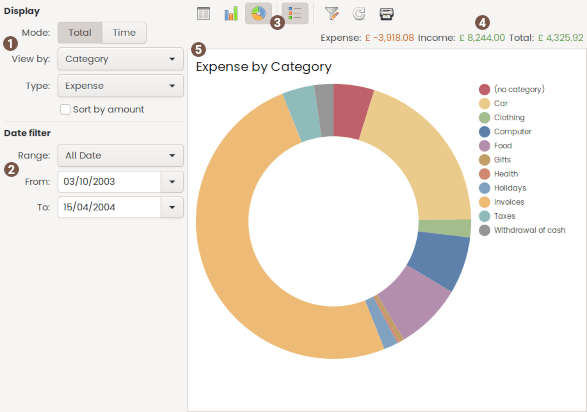 Display
Mode: Total Time
1
View by: Category
Type: Expense
Sort by amount
Date filter
Range: All Date
2
From: 03/10/2003
To: 15/04/2004
3
4
Expense: £ -3,918.08 Income: £ 8,244.00 Total: £ 4,325.92
5
Expense by Category
(no category)
Car
Clothing
Computer
Food
Gifts
Health
Holidays
Invoices
Taxes
Withdrawal of cash